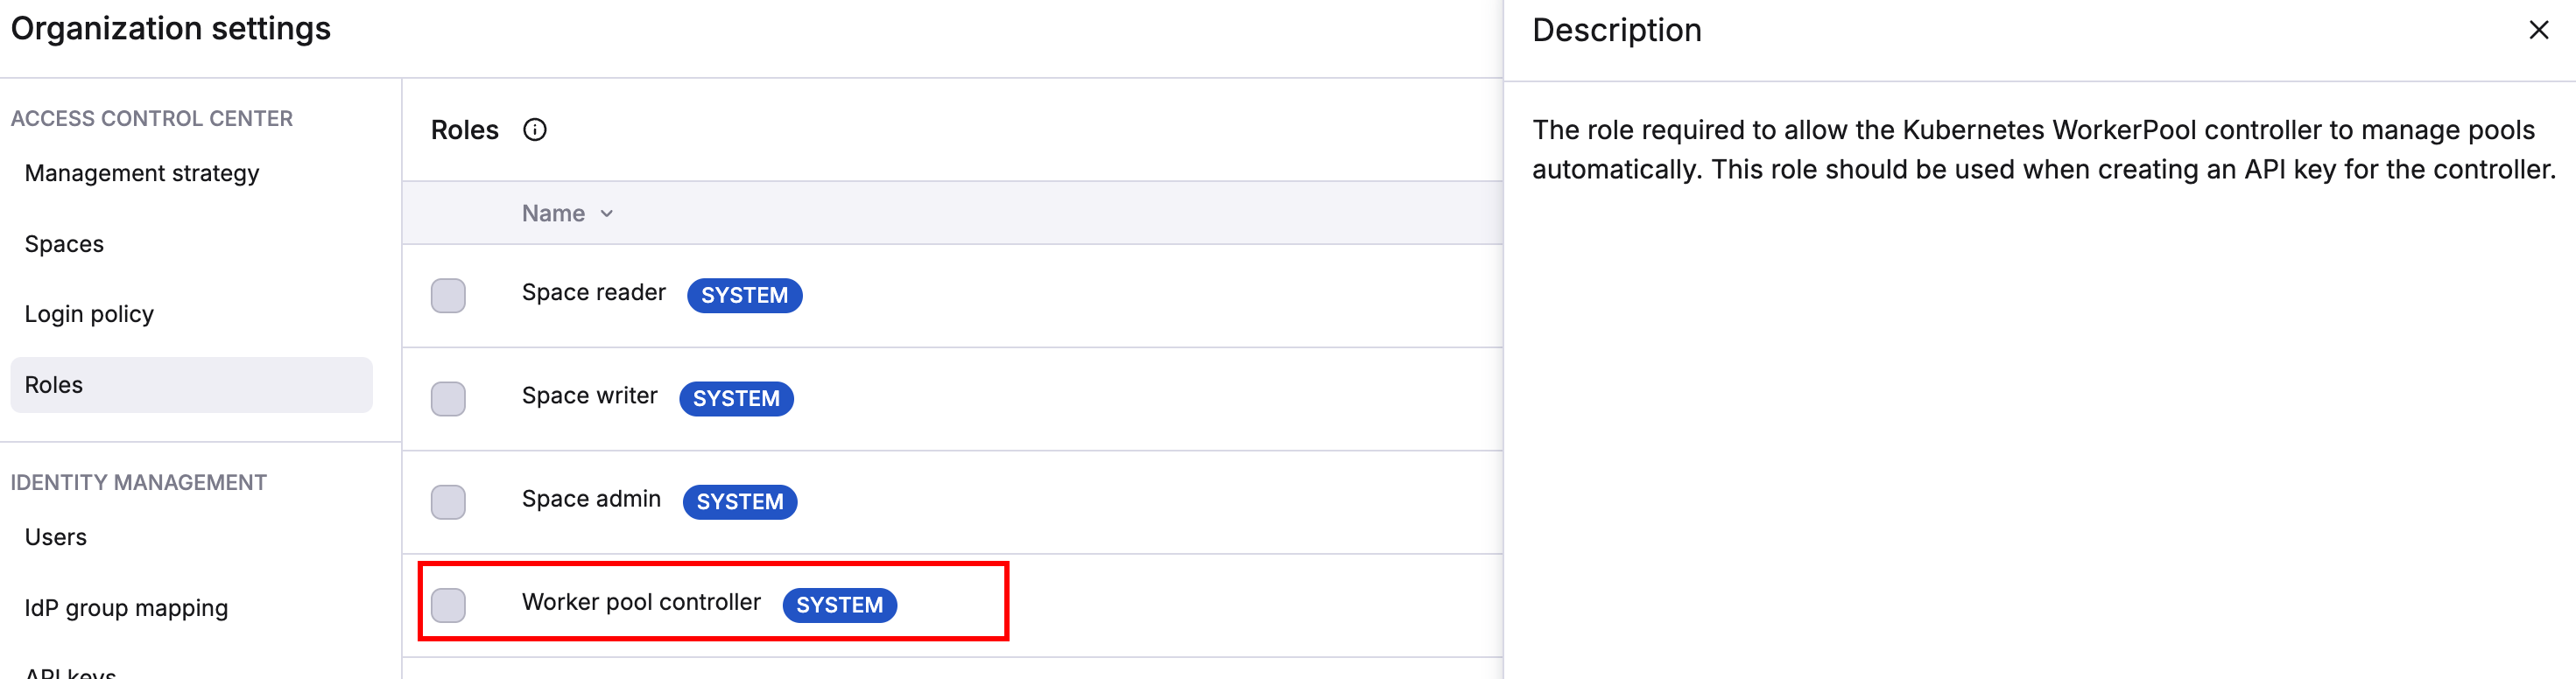 Organization settings
ACCESS CONTROL CENTER
Management strategy
Spaces
Login policy
Roles
IDENTITY MANAGEMENT
Users
IdP group mapping
API keys
Roles
Name
Space reader SYSTEM
Space writer SYSTEM
Space admin SYSTEM
Worker pool controller SYSTEM
Description
The role required to allow the Kubernetes WorkerPool controller to manage pools
automatically. This role should be used when creating an API key for the controller.